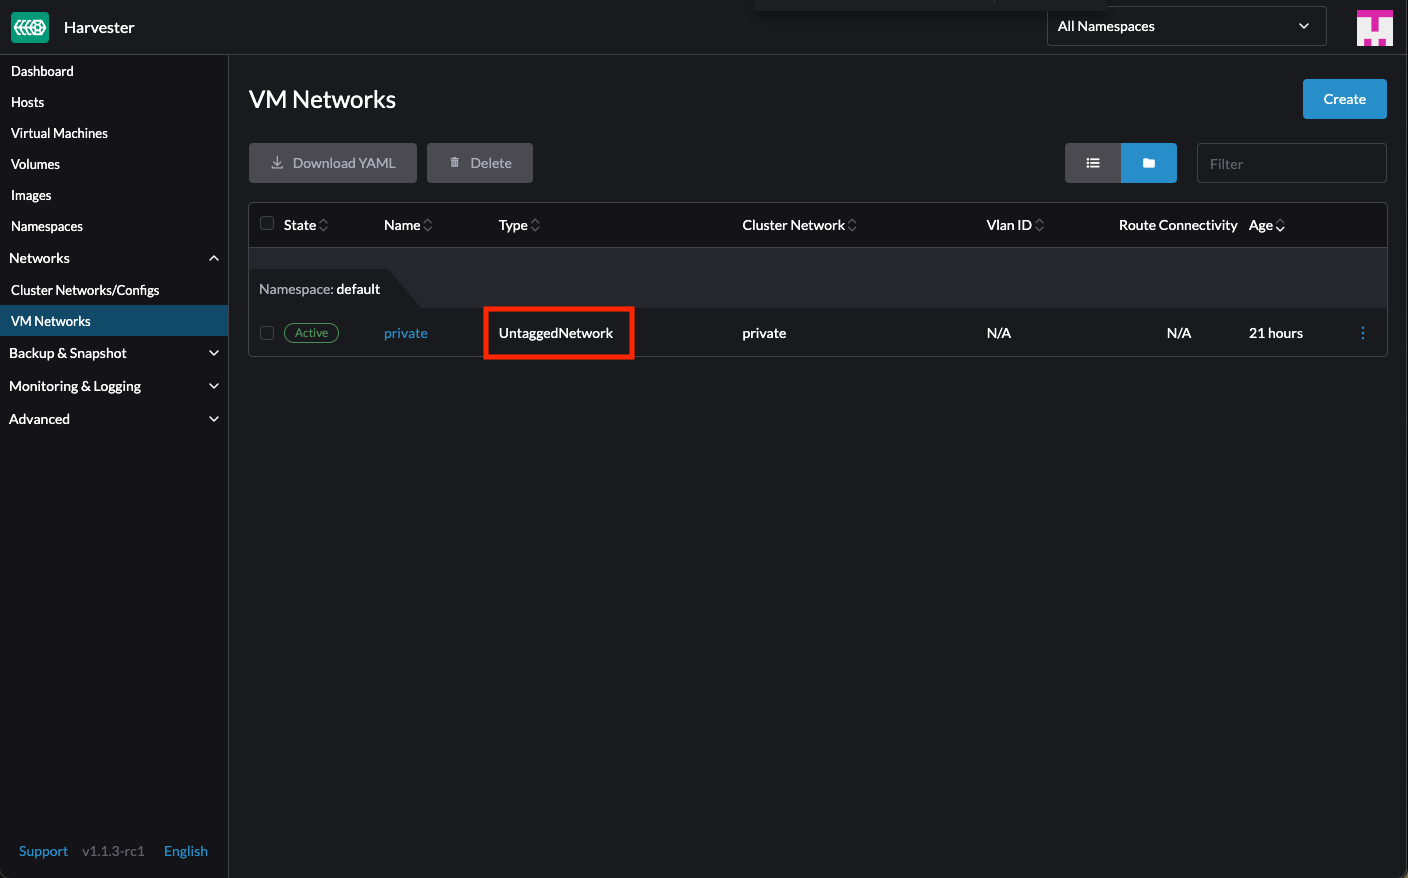 Harvester
All Namespaces
Dashboard
Hosts
Virtual Machines
Volumes
Images
Namespaces
Networks
Cluster Networks/Configs
VM Networks
Backup & Snapshot
Monitoring & Logging
Advanced
Support v1.1.3-rc1 English
VM Networks
Create
Download YAML Delete
Filter
State Name Type Cluster Network Vlan ID Route Connectivity Age
Namespace: default
Active private UntaggedNetwork private N/A N/A 21 hours